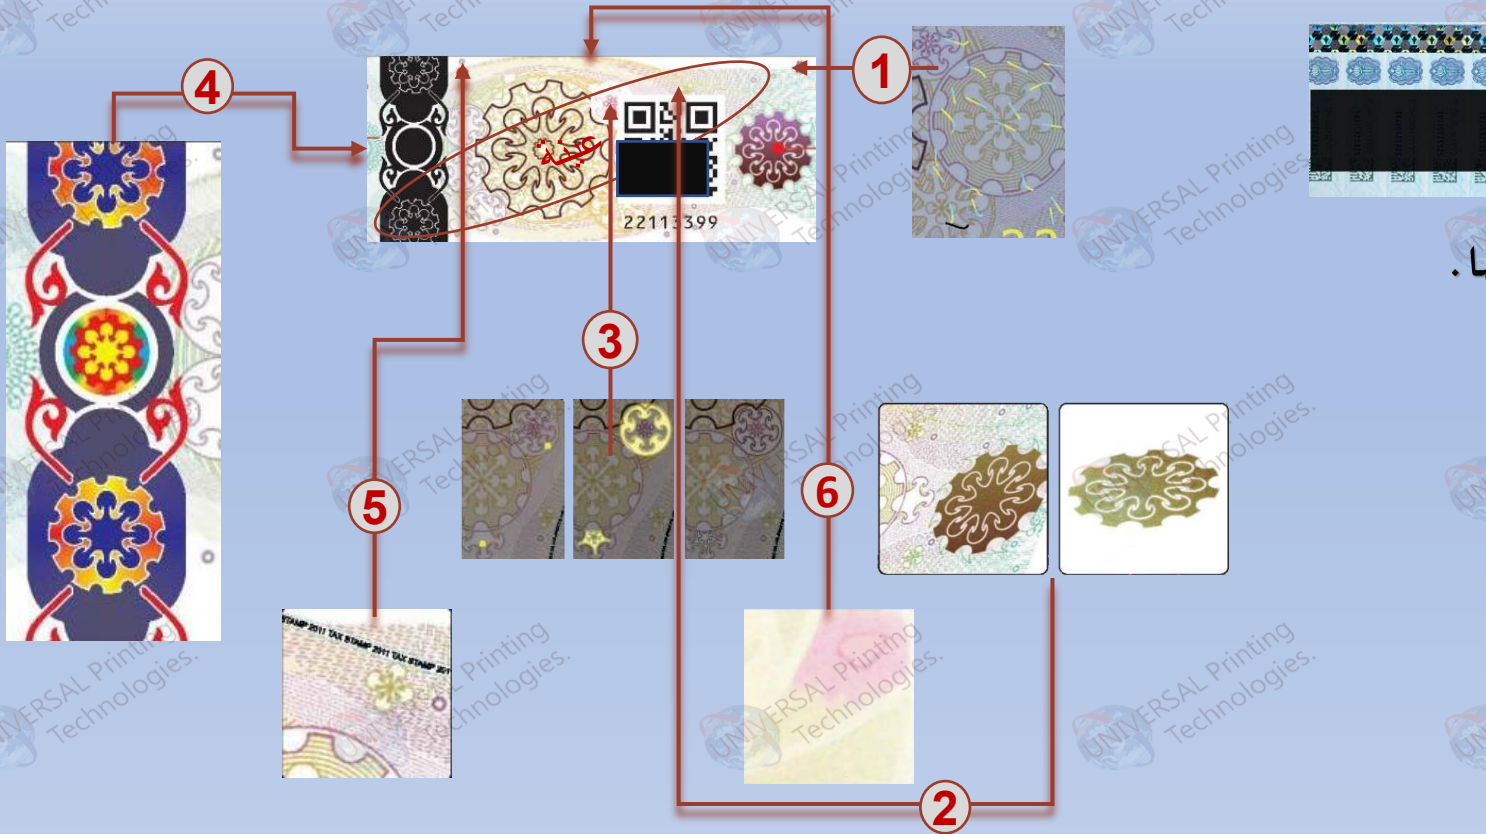 1
4
عينة
22113399
3
5
6
STAMP 2011 TAX STAMP 2011 TAX STAMP 201
2
UNIVERSAL Printing
Technologies.